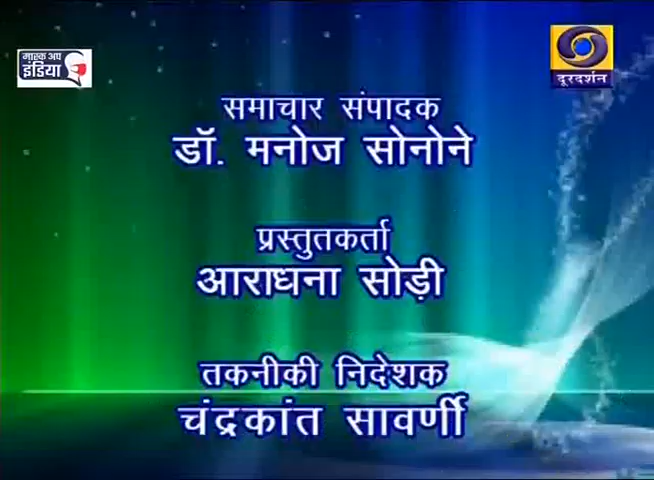 मास्क अप
इंडिया
दूरदर्शन
समाचार संपादक
डॉ. मनोज सोनोने
प्रस्तुतकर्ता
आराधना सोड़ी
तकनीकी निदेशक
चंद्रकांत सावर्णी